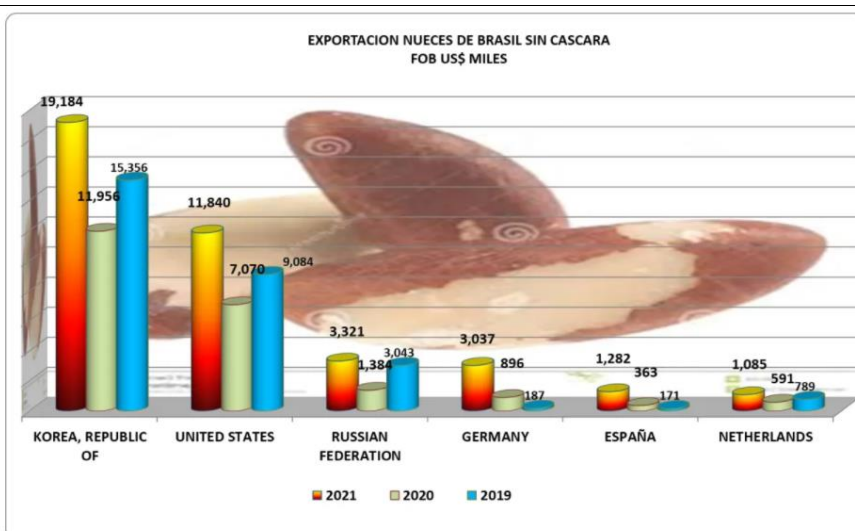 EXPORTACION NUECES DE BRASIL SIN CASCARA
FOB US$ MILES
19,184
11,956
15,356
11,840
7,070
9,084
3,321
1,384
3,043
3,037
896
187
1,282
363
171
1,085
591
789
KOREA, REPUBLIC
OF
UNITED STATES
RUSSIAN
FEDERATION
GERMANY
ESPAÑA
NETHERLANDS
2021
2020
2019